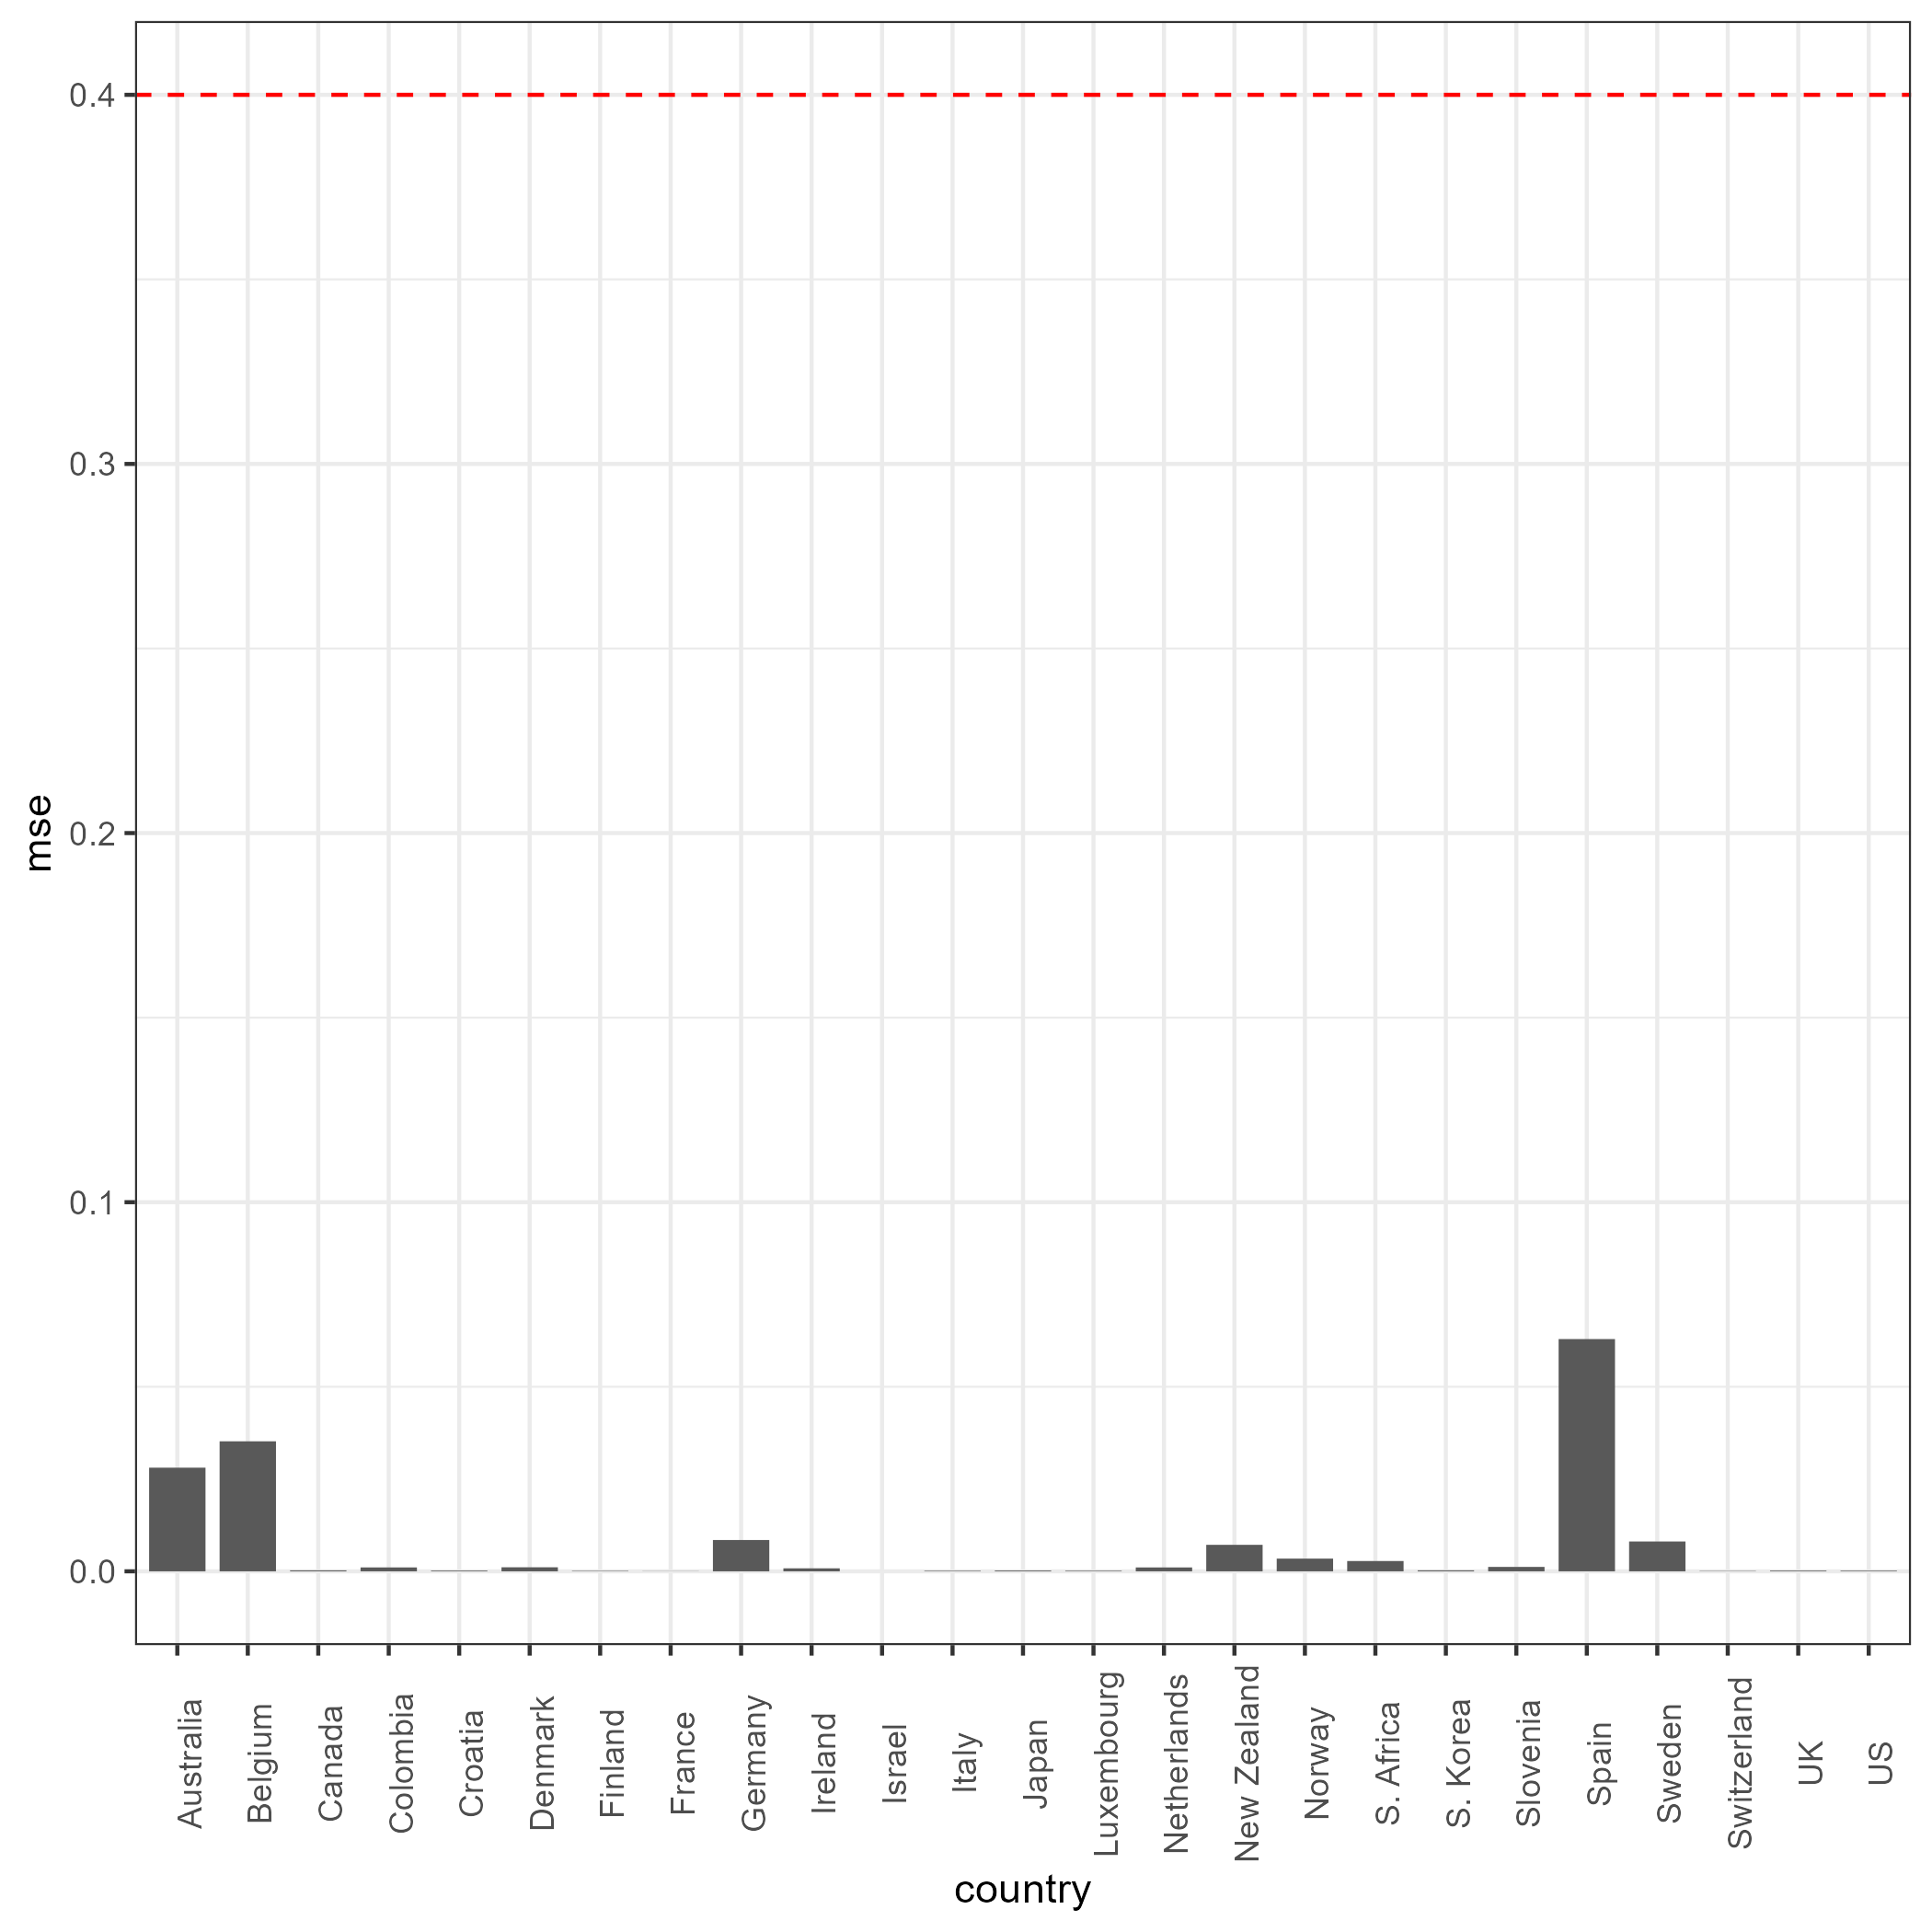 mse
0.4
0.3
0.2
0.1
0.0
Australia
Belgium
Canada
Colombia
Croatia
Denmark
Finland
France
Germany
Ireland
Israel
Italy
Japan
Luxembourg
Netherlands
New Zealand
Norway
S. Africa
S. Korea
Slovenia
Spain
Sweden
Switzerland
UK
US
country